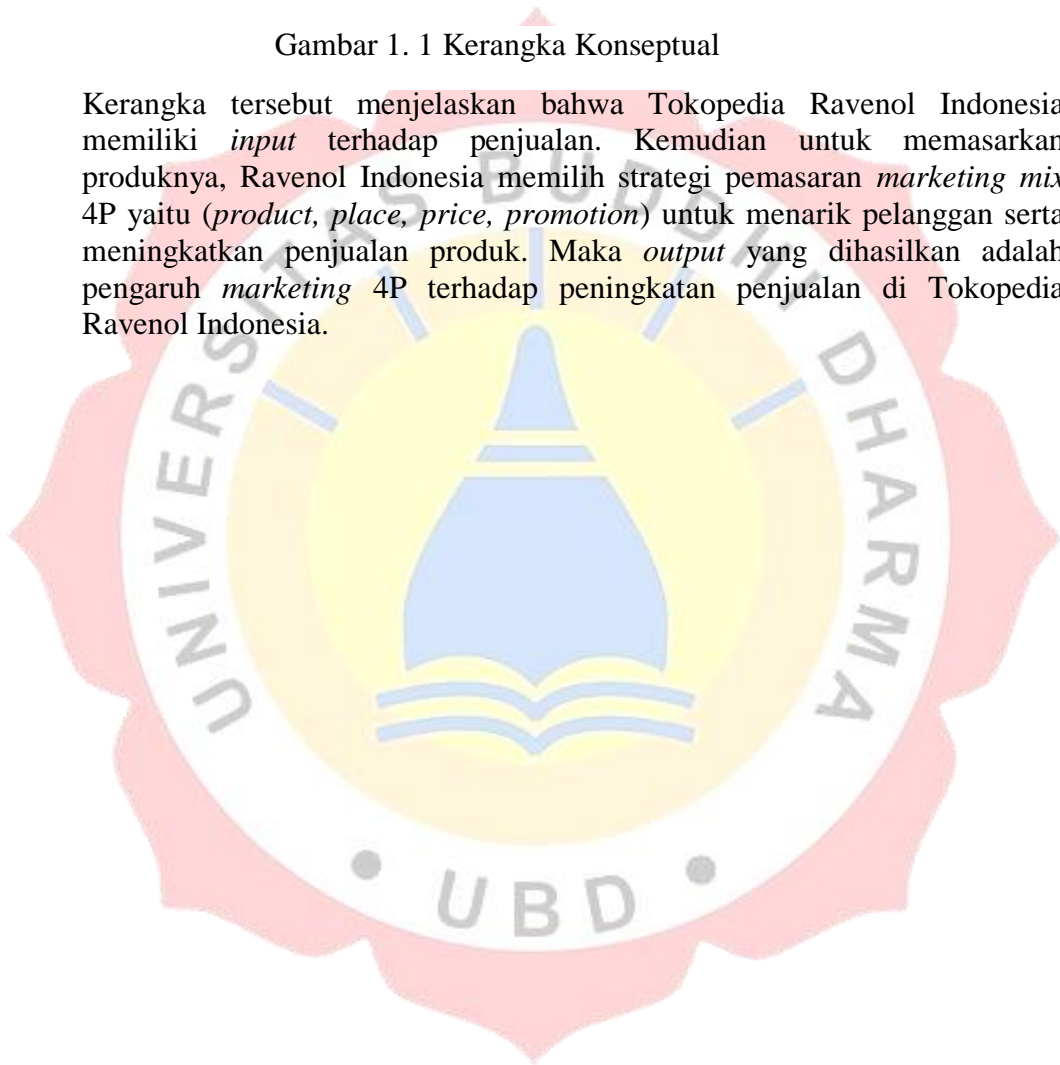 Gambar 1. 1 Kerangka Konseptual
Kerangka tersebut menjelaskan bahwa Tokopedia Ravenol Indonesia
memiliki input terhadap penjualan. Kemudian untuk memasarkan
produknya, Ravenol Indonesia memilih strategi pemasaran marketing mix
4P yaitu (product, place, price, promotion) untuk menarik pelanggan serta
meningkatkan penjualan produk. Maka output yang dihasilkan adalah
pengaruh marketing 4P terhadap peningkatan penjualan di Tokopedia
Ravenol Indonesia.
UNIVERSITAS BUDDHI DHARMA
• UBD •